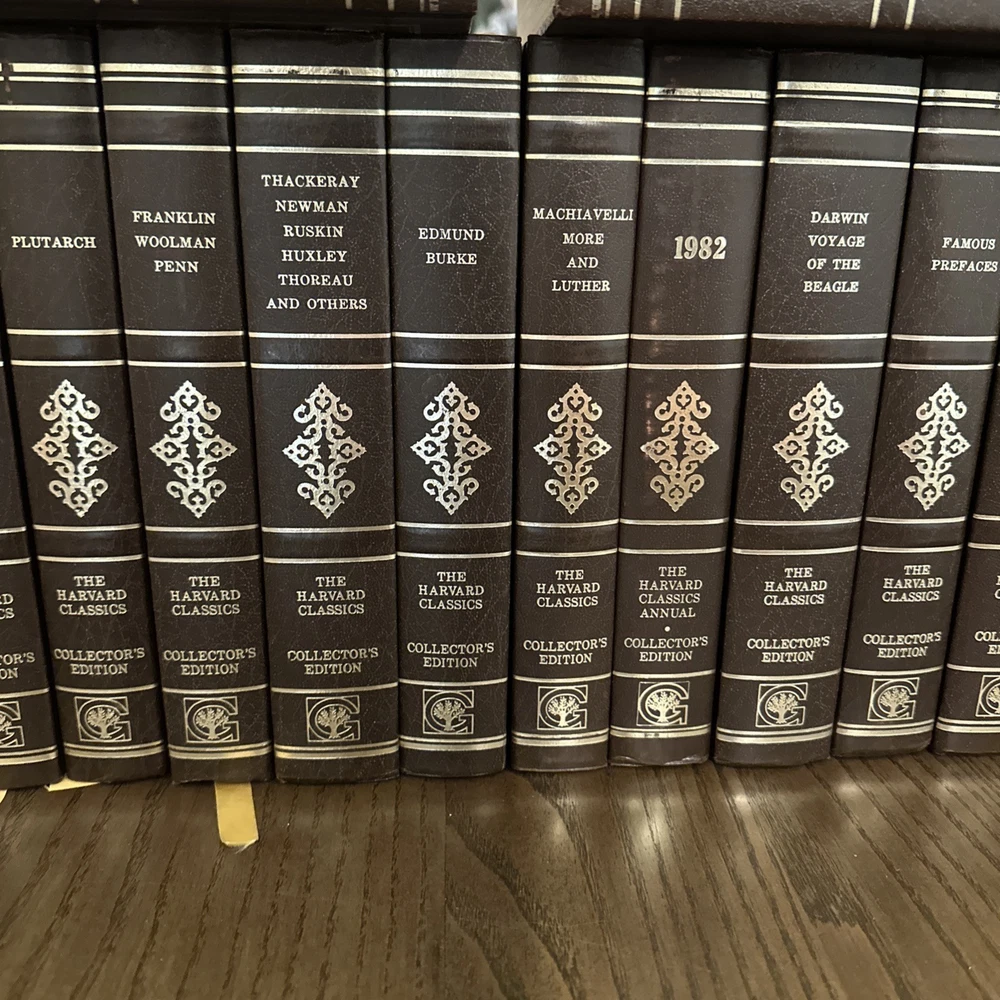 PLUTARCH
THE
HARVARD
CLASSICS
COLLECTOR'S
EDITION
FRANKLIN
WOOLMAN
PENN
THE
HARVARD
CLASSICS
COLLECTOR'S
EDITION
THACKERAY
NEWMAN
RUSKIN
HUXLEY
THOREAU
AND OTHERS
THE
HARVARD
CLASSICS
COLLECTOR'S
EDITION
EDMUND
BURKE
THE
HARVARD
CLASSICS
COLLECTOR'S
EDITION
MACHIAVELLI
MORE
AND
LUTHER
THE
HARVARD
CLASSICS
COLLECTOR'S
EDITION
1982
THE
HARVARD
CLASSICS
ANNUAL
•
COLLECTOR'S
EDITION
DARWIN
VOYAGE
OF THE
BEAGLE
THE
HARVARD
CLASSICS
COLLECTOR'S
EDITION
FAMOUS
PREFACES
THE
HARVARD
CLASSICS
COLLECTOR'S
EDITION